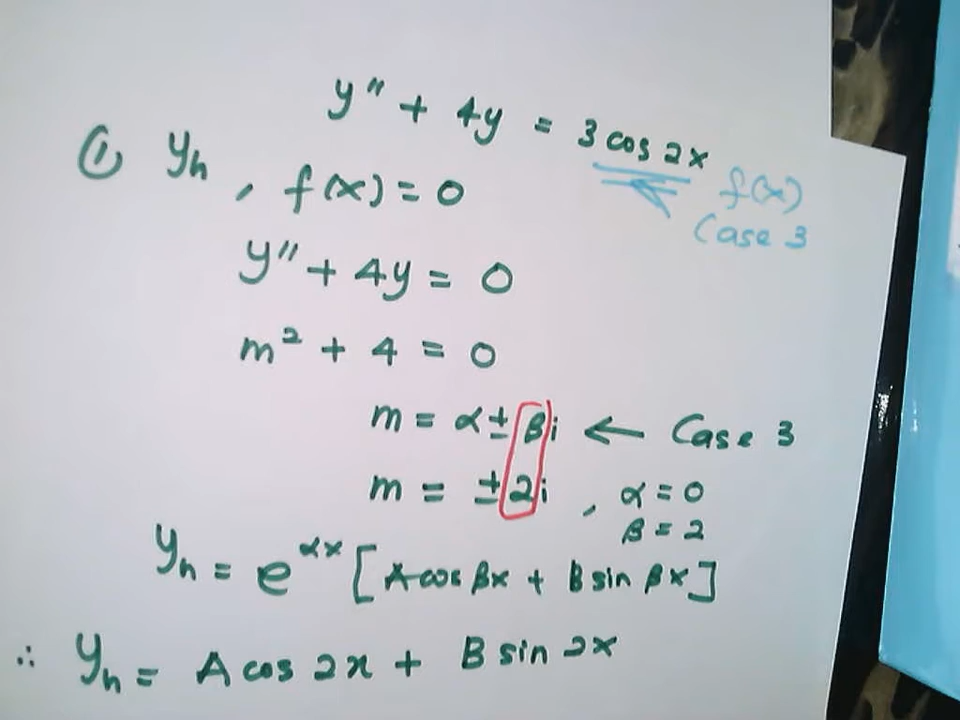 y'' + 4y = 3 cos 2x
① yh , f(x) = 0
f(x)
Case 3
y'' + 4y = 0
m² + 4 = 0
m = α ± βi ← Case 3
m = ± 2i , α = 0
β = 2
yh = e^αx [A cos βx + B sin βx]
∴ yh = A cos 2x + B sin 2x